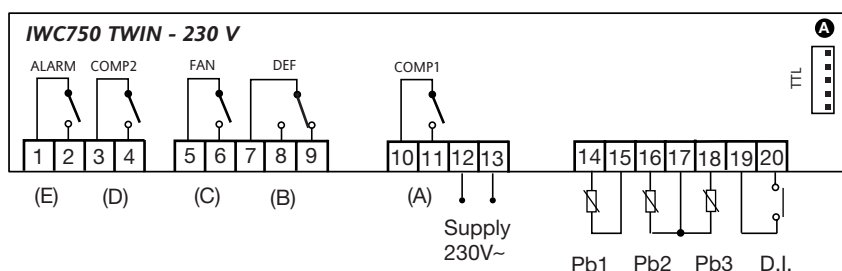 IWC750 TWIN - 230 V
A
ALARM COMP2 FAN DEF COMP1
TTL
1 2 3 4 5 6 7 8 9 10 11 12 13 14 15 16 17 18 19 20
(E) (D) (C) (B) (A)
Supply
230V~
Pb1 Pb2 Pb3 D.I.